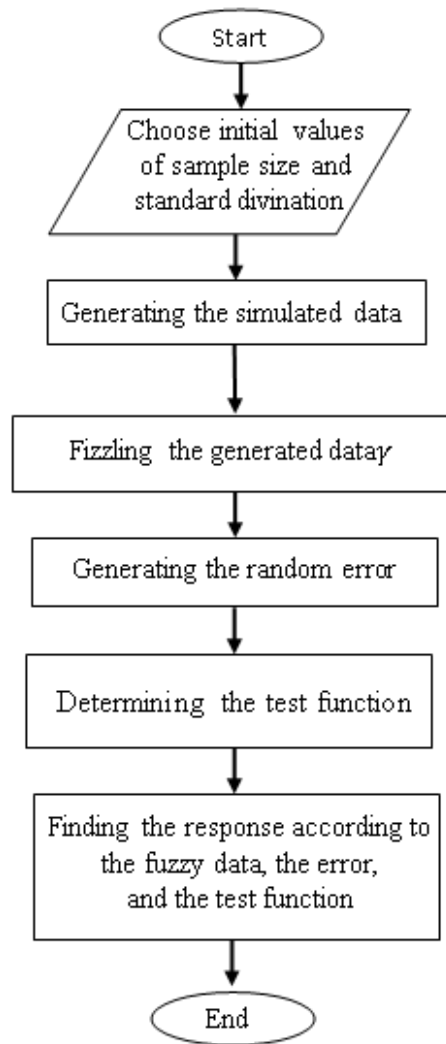 Start
Choose initial values
of sample size and
standard divination
Generating the simulated data
Fizzling the generated dataγ
Generating the random error
Determining the test function
Finding the response according to
the fuzzy data, the error,
and the test function
End